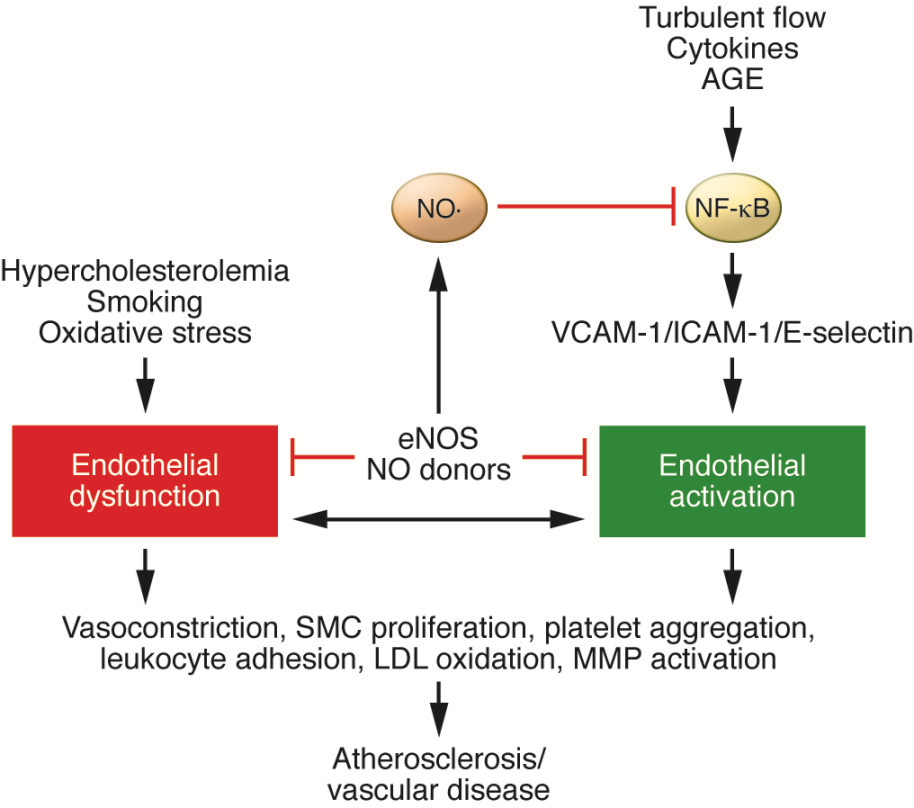 Turbulent flow
Cytokines
AGE
NO·
NF-κB
Hypercholesterolemia
Smoking
Oxidative stress
VCAM-1/ICAM-1/E-selectin
Endothelial
dysfunction
eNOS
NO donors
Endothelial
activation
Vasoconstriction, SMC proliferation, platelet aggregation,
leukocyte adhesion, LDL oxidation, MMP activation
Atherosclerosis/
vascular disease